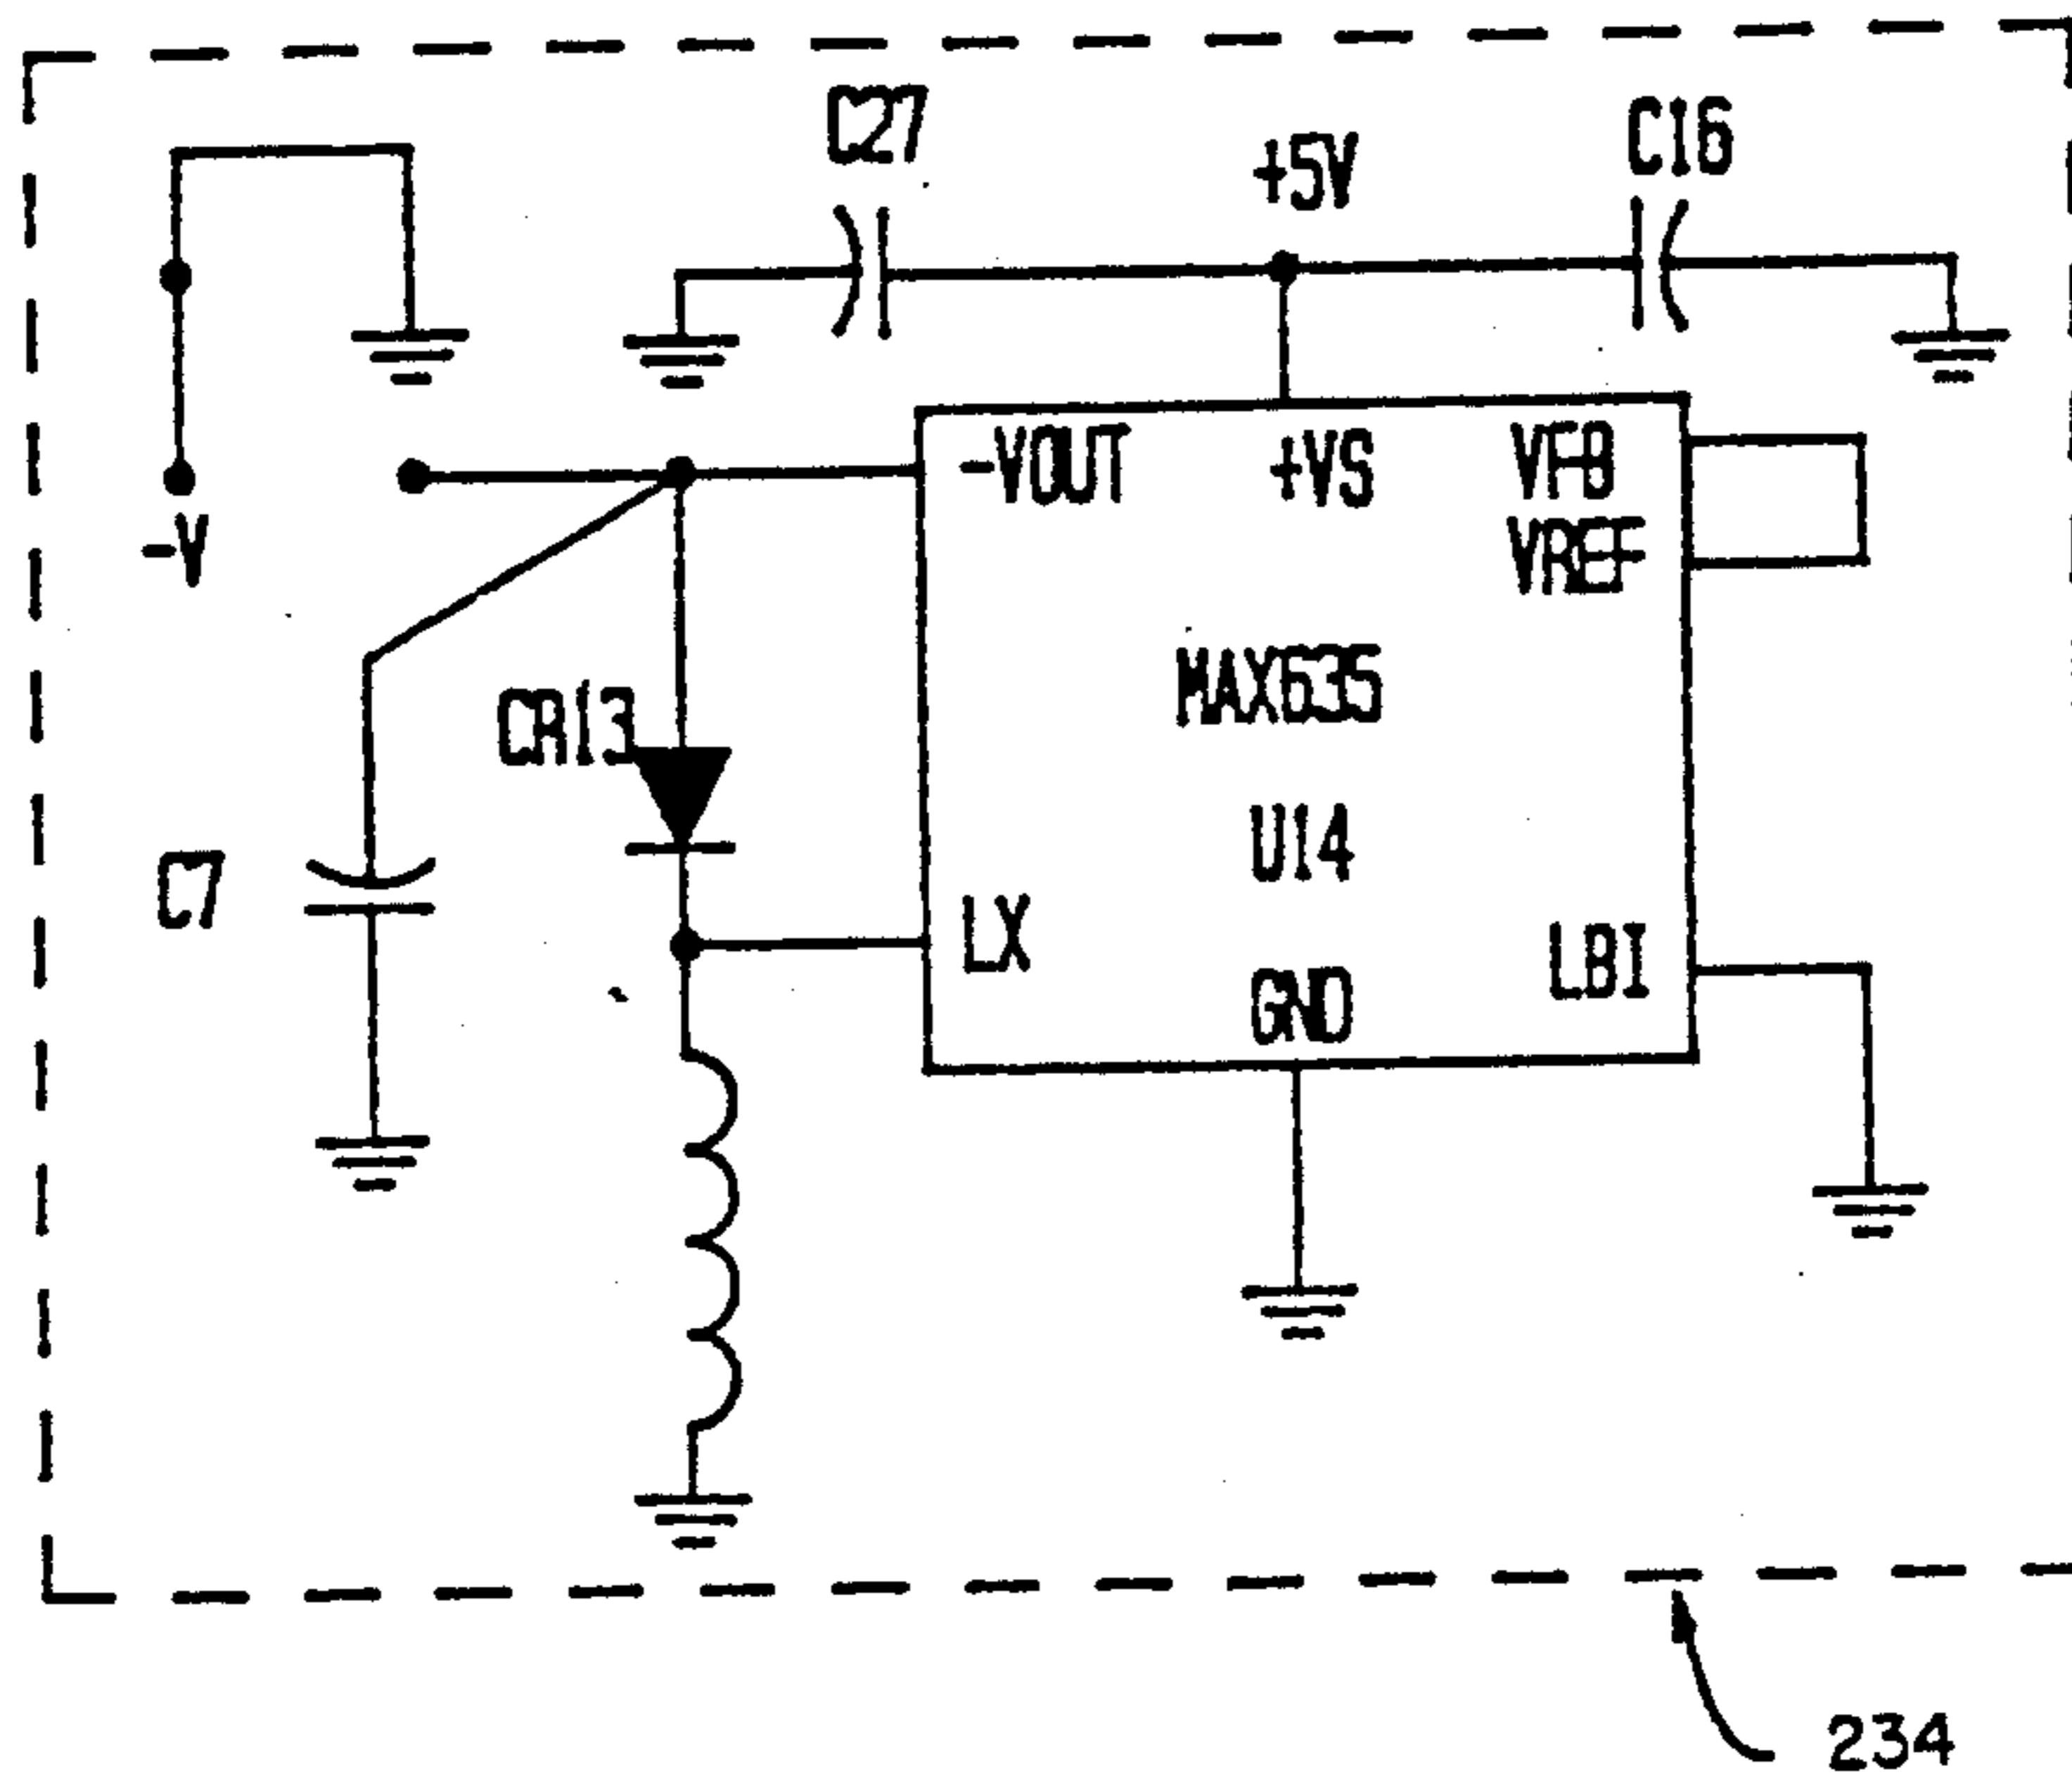 C27
+5V
C16
-VOUT
+VS
VFB
VREF
-V
MAX635
CR13
U14
C7
LX
LBI
GND
234